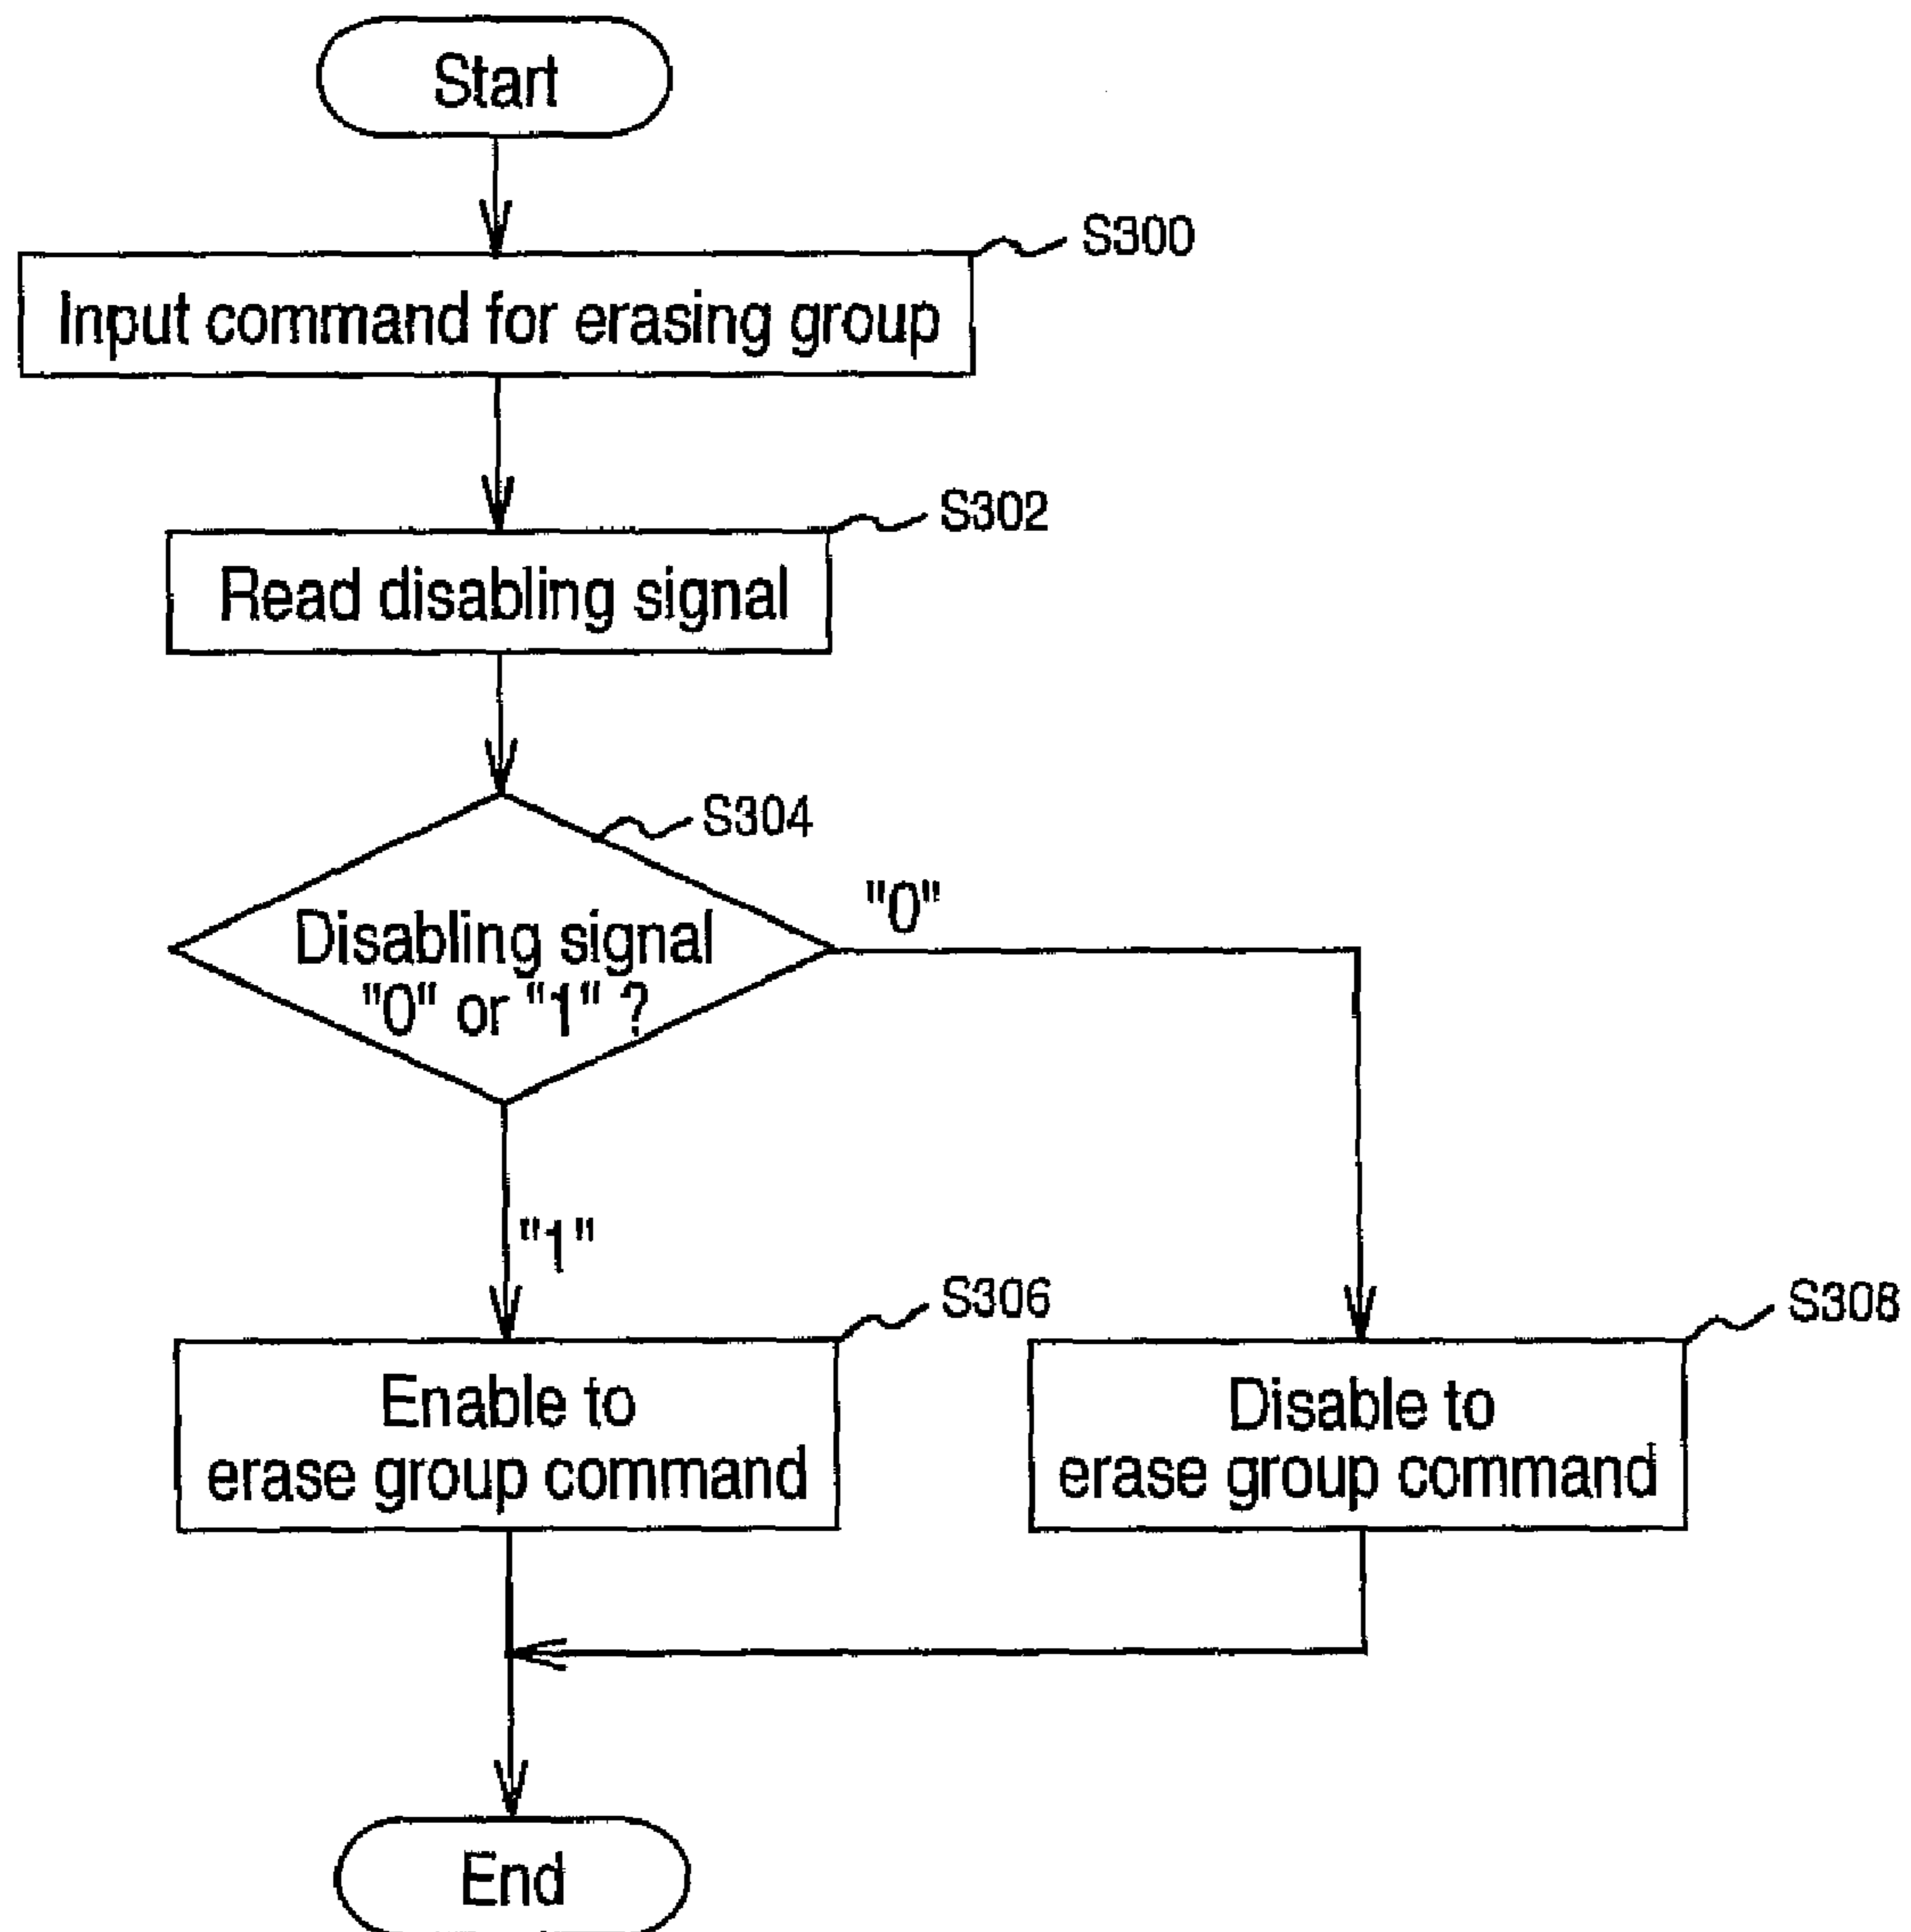 Start
S300
Input command for erasing group
S302
Read disabling signal
S304
Disabling signal
"0" or "1" ?
"0"
"1"
S306
Enable to
erase group command
S308
Disable to
erase group command
End